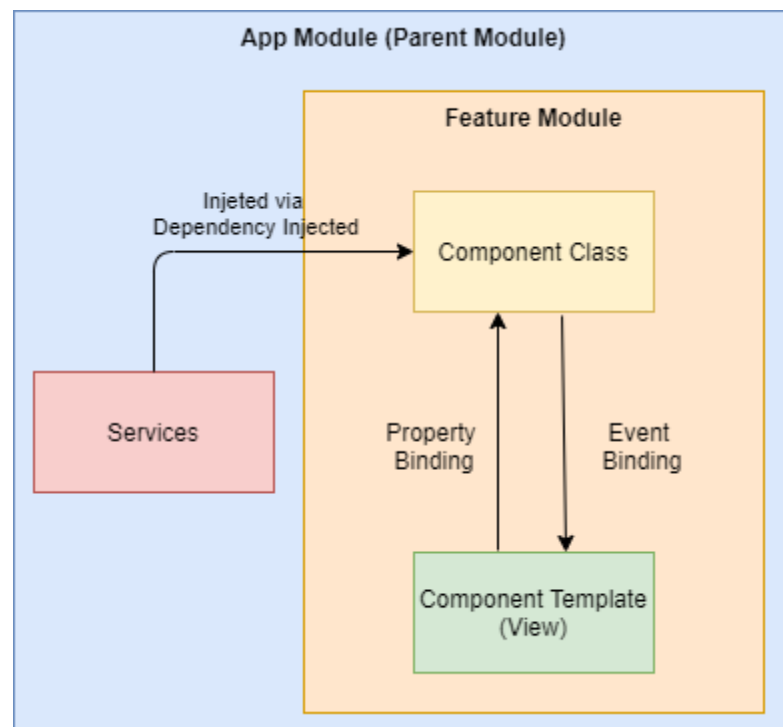 App Module (Parent Module)
Feature Module
Injeted via
Dependency Injected
Component Class
Services
Property
Binding
Event
Binding
Component Template
(View)